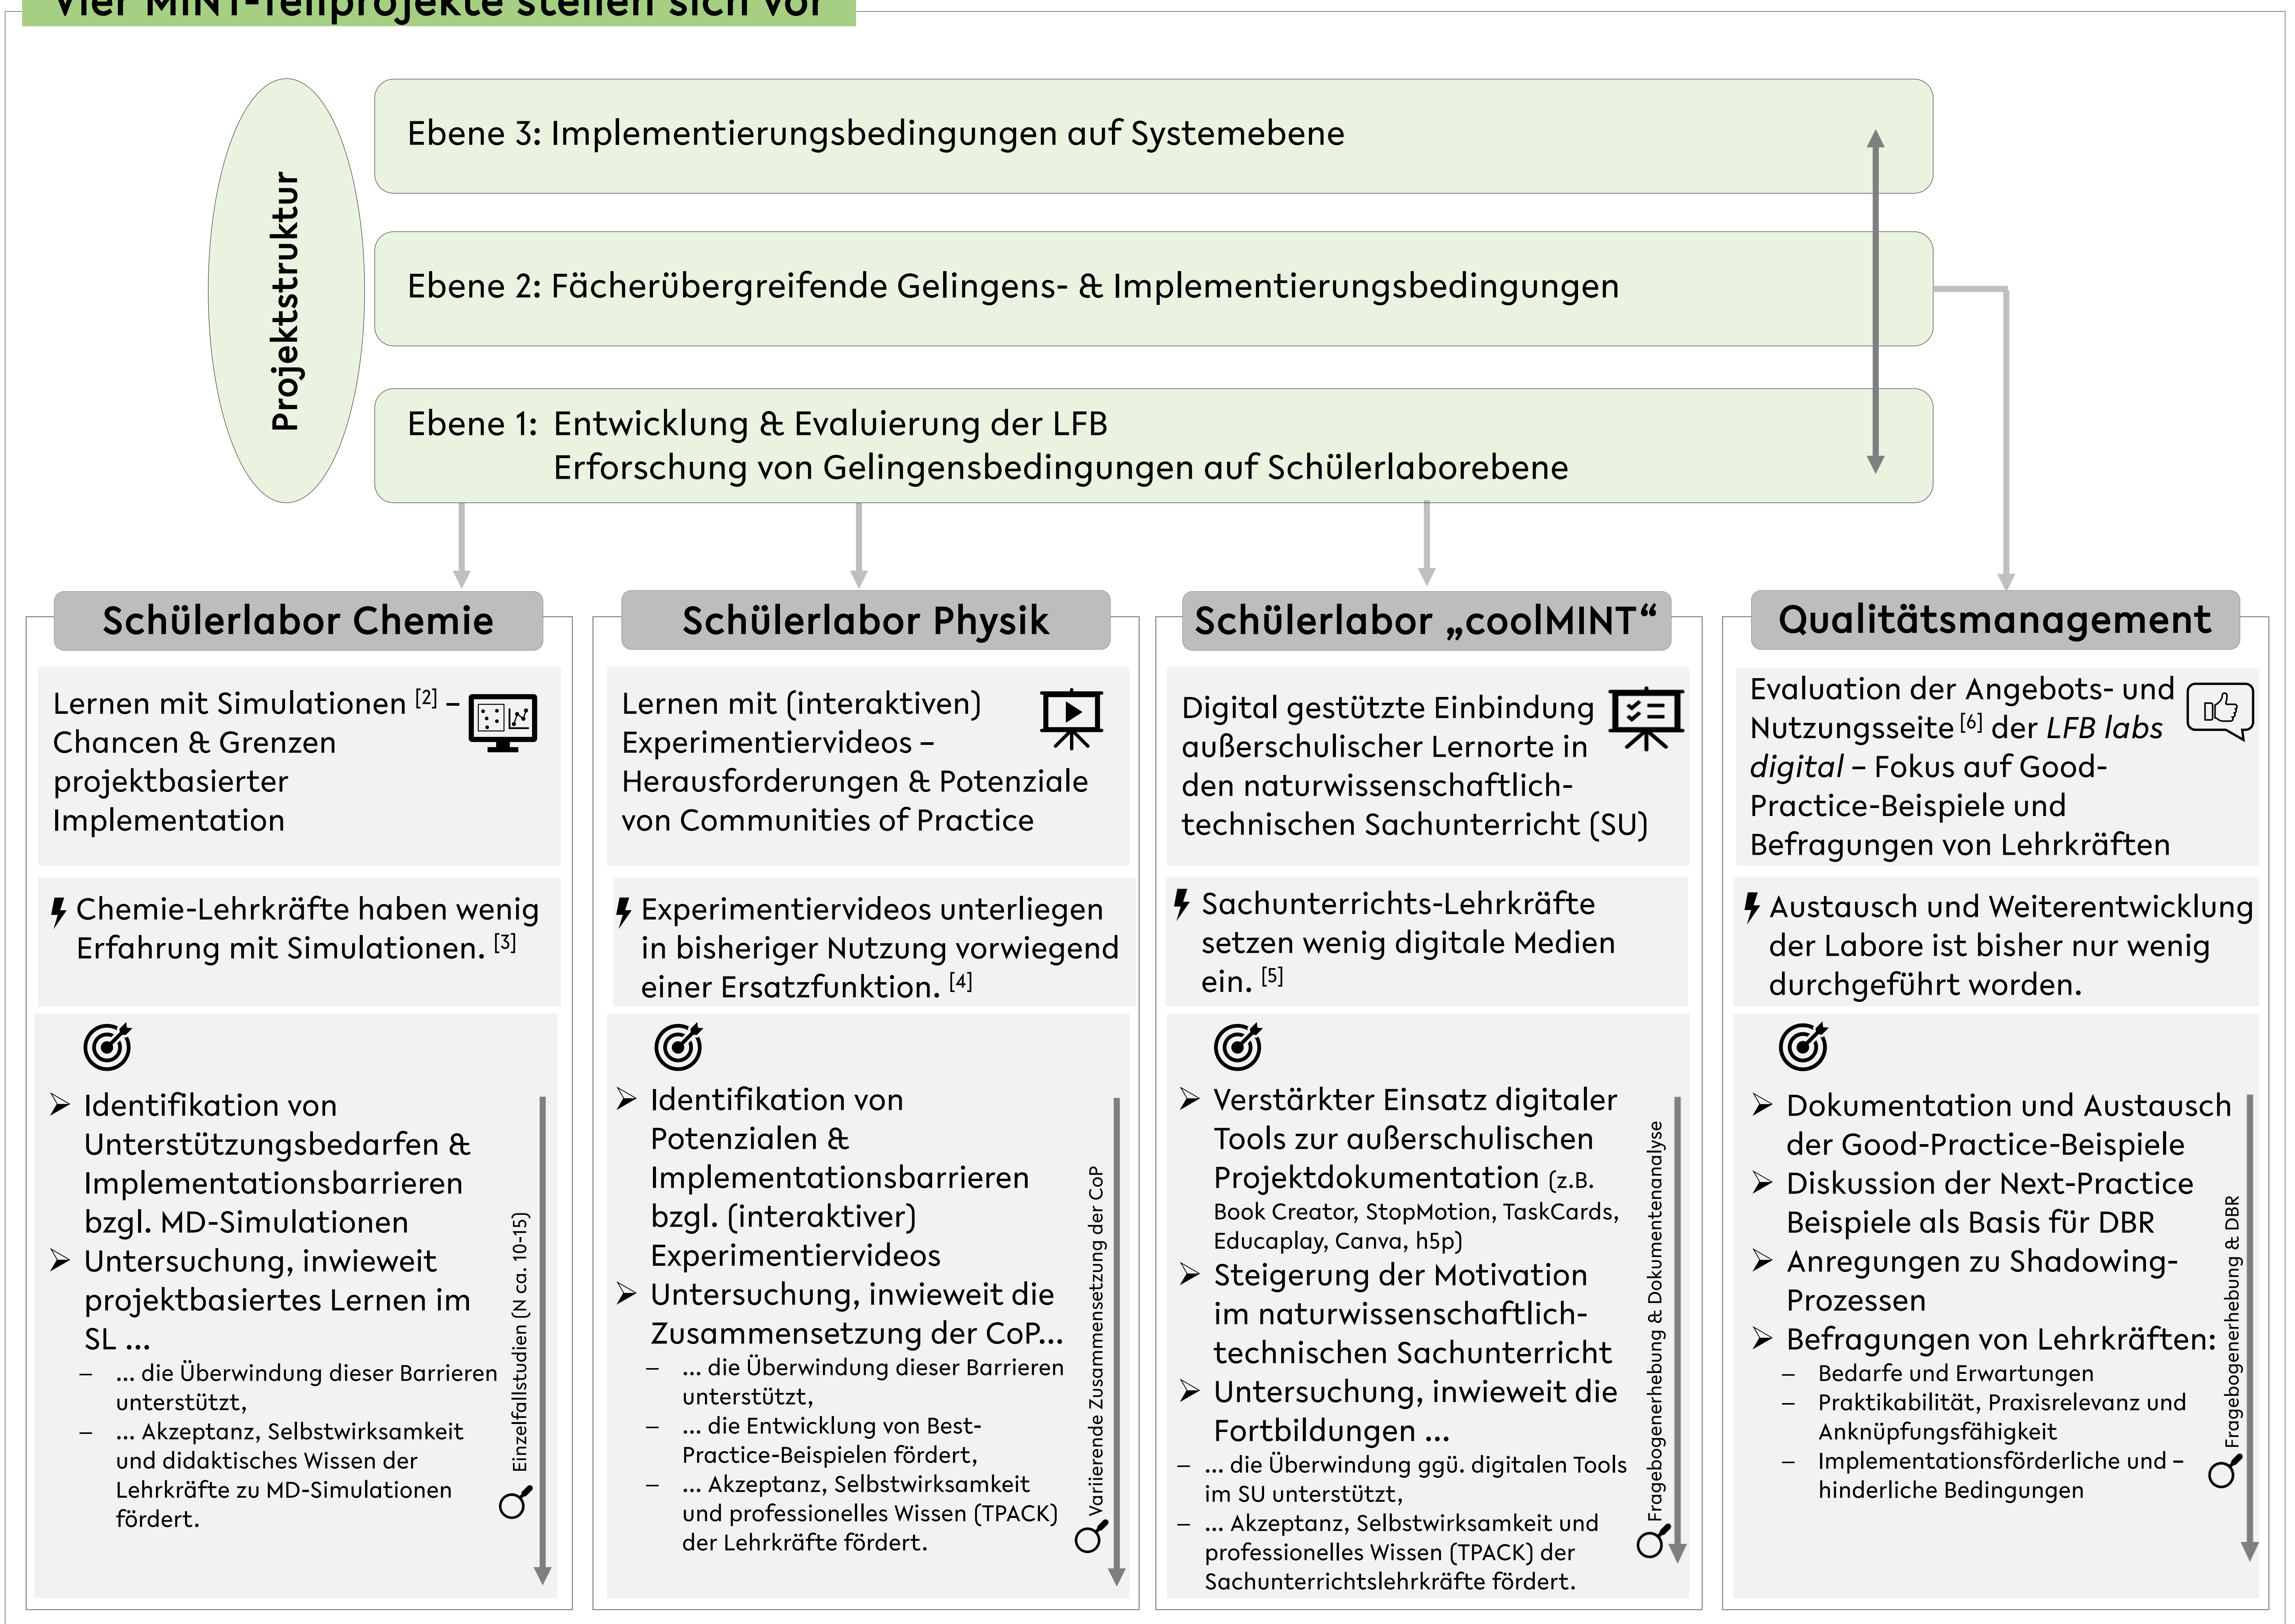 Vier MINT-Teilprojekte stellen sich vor
Projektstruktur
Ebene 3: Implementierungsbedingungen auf Systemebene
Ebene 2: Fächerübergreifende Gelingens- & Implementierungsbedingungen
Ebene 1: Entwicklung & Evaluierung der LFB
Erforschung von Gelingensbedingungen auf Schülerlaborebene
Schülerlabor Chemie
Lernen mit Simulationen [2] –
Chancen & Grenzen
projektbasierter
Implementation
Chemie-Lehrkräfte haben wenig
Erfahrung mit Simulationen. [3]
➢ Identifikation von
Unterstützungsbedarfen &
Implementationsbarrieren
bzgl. MD-Simulationen
➢ Untersuchung, inwieweit
projektbasiertes Lernen im
SL …
– … die Überwindung dieser Barrieren
unterstützt,
– … Akzeptanz, Selbstwirksamkeit
und didaktisches Wissen der
Lehrkräfte zu MD-Simulationen
fördert.
Einzelfallstudien (N ca. 10-15)
Schülerlabor Physik
Lernen mit (interaktiven)
Experimentiervideos –
Herausforderungen & Potenziale
von Communities of Practice
Experimentiervideos unterliegen
in bisheriger Nutzung vorwiegend
einer Ersatzfunktion. [4]
➢ Identifikation von
Potenzialen &
Implementationsbarrieren
bzgl. (interaktiver)
Experimentiervideos
➢ Untersuchung, inwieweit die
Zusammensetzung der CoP…
– … die Überwindung dieser Barrieren
unterstützt,
– … die Entwicklung von Best-
Practice-Beispielen fördert,
– … Akzeptanz, Selbstwirksamkeit
und professionelles Wissen (TPACK)
der Lehrkräfte fördert.
Variierende Zusammensetzung der CoP
Schülerlabor „coolMINT“
Digital gestützte Einbindung
außerschulischer Lernorte in
den naturwissenschaftlich-
technischen Sachunterricht (SU)
Sachunterrichts-Lehrkräfte
setzen wenig digitale Medien
ein. [5]
➢ Verstärkter Einsatz digitaler
Tools zur außerschulischen
Projektdokumentation (z.B.
Book Creator, StopMotion, TaskCards,
Educaplay, Canva, h5p)
➢ Steigerung der Motivation
im naturwissenschaftlich-
technischen Sachunterricht
➢ Untersuchung, inwieweit die
Fortbildungen …
– … die Überwindung ggü. digitalen Tools
im SU unterstützt,
– … Akzeptanz, Selbstwirksamkeit und
professionelles Wissen (TPACK) der
Sachunterrichtslehrkräfte fördert.
Fragebogenerhebung & Dokumentenanalyse
Qualitätsmanagement
Evaluation der Angebots- und
Nutzungsseite [6] der LFB labs
digital – Fokus auf Good-
Practice-Beispiele und
Befragungen von Lehrkräften
Austausch und Weiterentwicklung
der Labore ist bisher nur wenig
durchgeführt worden.
➢ Dokumentation und Austausch
der Good-Practice-Beispiele
➢ Diskussion der Next-Practice
Beispiele als Basis für DBR
➢ Anregungen zu Shadowing-
Prozessen
➢ Befragungen von Lehrkräften:
– Bedarfe und Erwartungen
– Praktikabilität, Praxisrelevanz und
Anknüpfungsfähigkeit
– Implementationsförderliche und –
hinderliche Bedingungen
Fragebogenerhebung & DBR